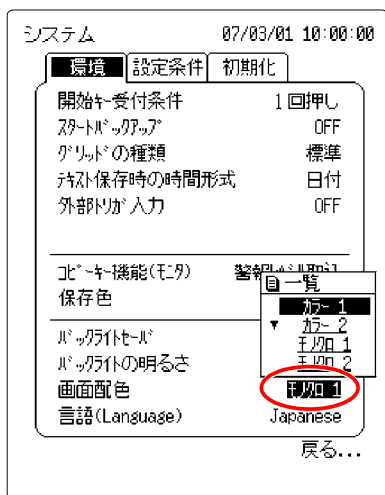 システム 07/03/01 10:00:00
環境 設定条件 初期化
開始ｷｰ受付条件 1回押し
ｽﾀｰﾄﾊﾞｯｸｱｯﾌﾟ OFF
ｸﾞﾘｯﾄﾞの種類 標準
ﾃｷｽﾄ保存時の時間形式 日付
外部ﾄﾘｶﾞ入力 OFF
ｺﾋﾟｰｷｰ機能(ﾓﾆﾀ)
保存色
一覧
ｶﾗｰ 1
▼ ｶﾗｰ 2
ﾓﾉｸﾛ 1
ﾓﾉｸﾛ 2
ﾊﾞｯｸﾗｲﾄｾｰﾊﾞ
ﾊﾞｯｸﾗｲﾄの明るさ
画面配色 ﾓﾉｸﾛ 1
言語(Language) Japanese
戻る...